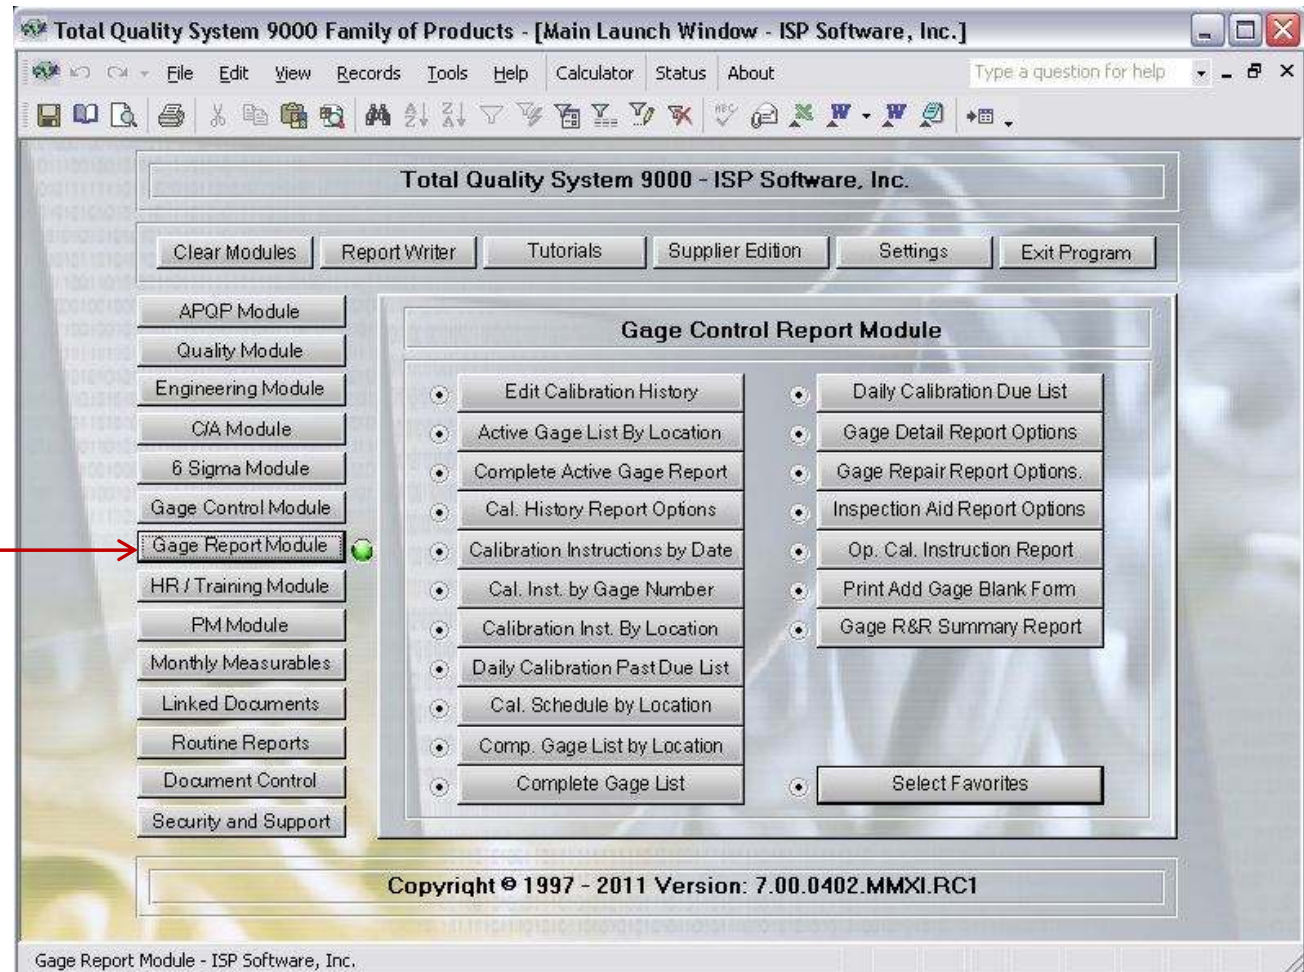 Total Quality System 9000 Family of Products - [Main Launch Window - ISP Software, Inc.]
File Edit View Records Tools Help Calculator Status About Type a question for help
Total Quality System 9000 - ISP Software, Inc.
Clear Modules Report Writer Tutorials Supplier Edition Settings Exit Program
APQP Module
Quality Module
Engineering Module
C/A Module
6 Sigma Module
Gage Control Module
Gage Report Module
HR / Training Module
PM Module
Monthly Measurables
Linked Documents
Routine Reports
Document Control
Security and Support
Gage Control Report Module
Edit Calibration History
Active Gage List By Location
Complete Active Gage Report
Cal. History Report Options
Calibration Instructions by Date
Cal. Inst. by Gage Number
Calibration Inst. By Location
Daily Calibration Past Due List
Cal. Schedule by Location
Comp. Gage List by Location
Complete Gage List
Daily Calibration Due List
Gage Detail Report Options
Gage Repair Report Options.
Inspection Aid Report Options
Op. Cal. Instruction Report
Print Add Gage Blank Form
Gage R&R Summary Report
Select Favorites
Copyright © 1997 - 2011 Version: 7.00.0402.MMXI.RC1
Gage Report Module - ISP Software, Inc.